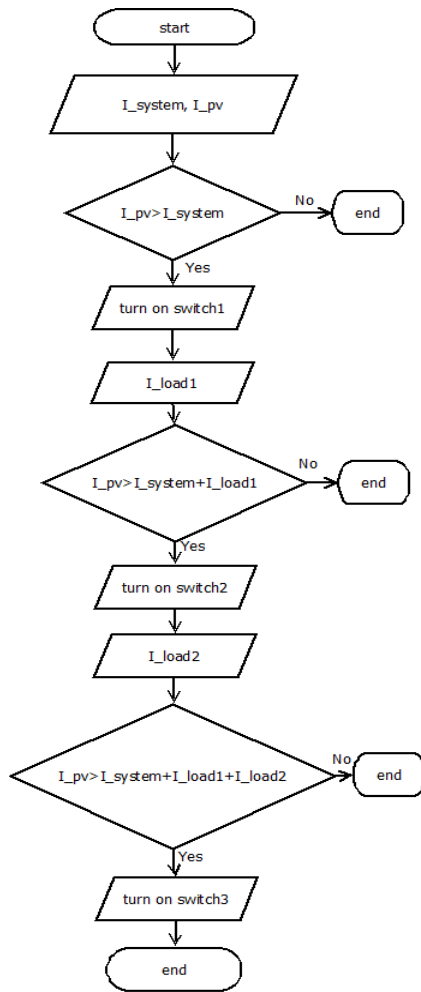 start
I_system, I_pv
I_pv>I_system
No
end
Yes
turn on switch1
I_load1
I_pv>I_system+I_load1
No
end
Yes
turn on switch2
I_load2
I_pv>I_system+I_load1+I_load2
No
end
Yes
turn on switch3
end